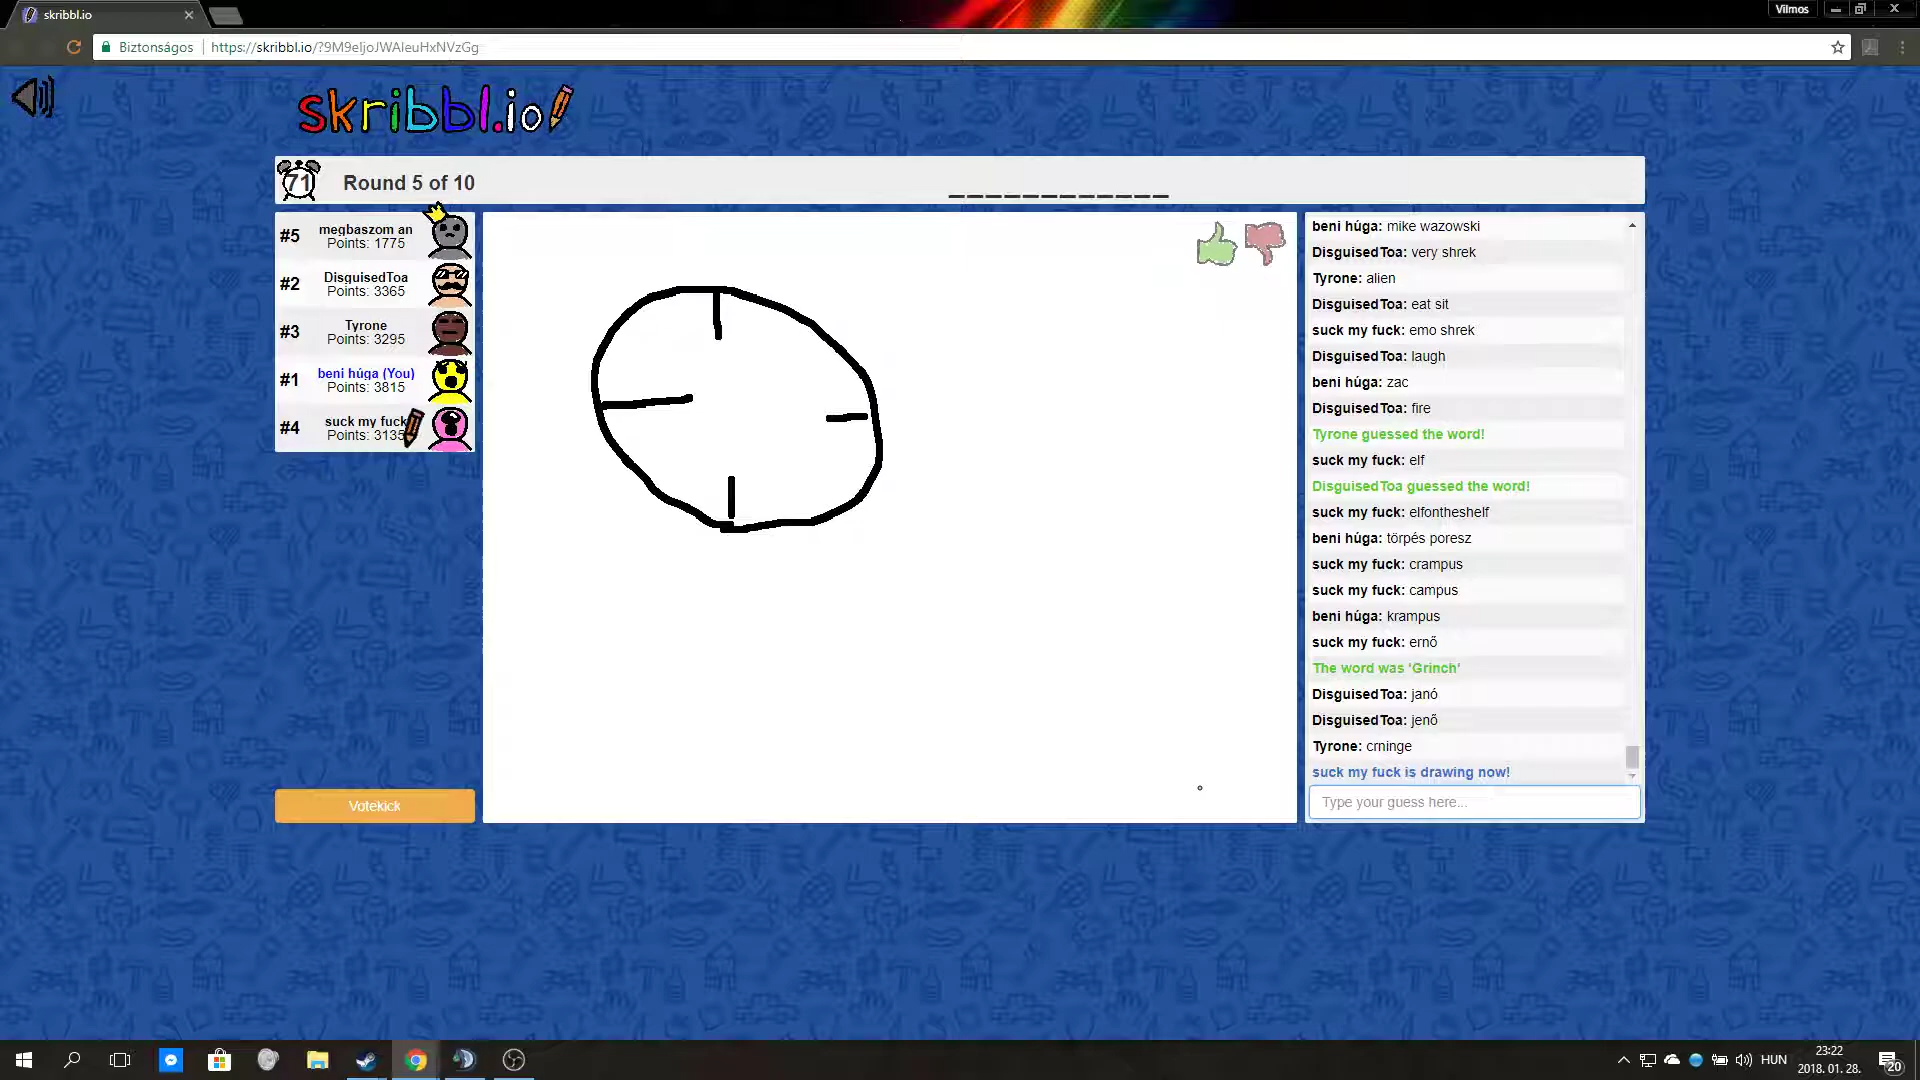 skribbl.io
Vilmos
Biztonságos
https://skribbl.io/?9M9eljoJWAleuHxNVzGg
skribbl.io
71
Round 5 of 10
____________
#5
megbaszom an
Points: 1775
#2
DisguisedToa
Points: 3365
#3
Tyrone
Points: 3295
#1
beni húga (You)
Points: 3815
#4
suck my fuck
Points: 3135
Votekick
beni húga: mike wazowski
DisguisedToa: very shrek
Tyrone: alien
DisguisedToa: eat sit
suck my fuck: emo shrek
DisguisedToa: laugh
beni húga: zac
DisguisedToa: fire
Tyrone guessed the word!
suck my fuck: elf
DisguisedToa guessed the word!
suck my fuck: elfontheshelf
beni húga: törpés poresz
suck my fuck: crampus
suck my fuck: campus
beni húga: krampus
suck my fuck: ernő
The word was 'Grinch'
DisguisedToa: janó
DisguisedToa: jenő
Tyrone: crninge
suck my fuck is drawing now!
Type your guess here...
HUN
23:22
2018. 01. 28.
20